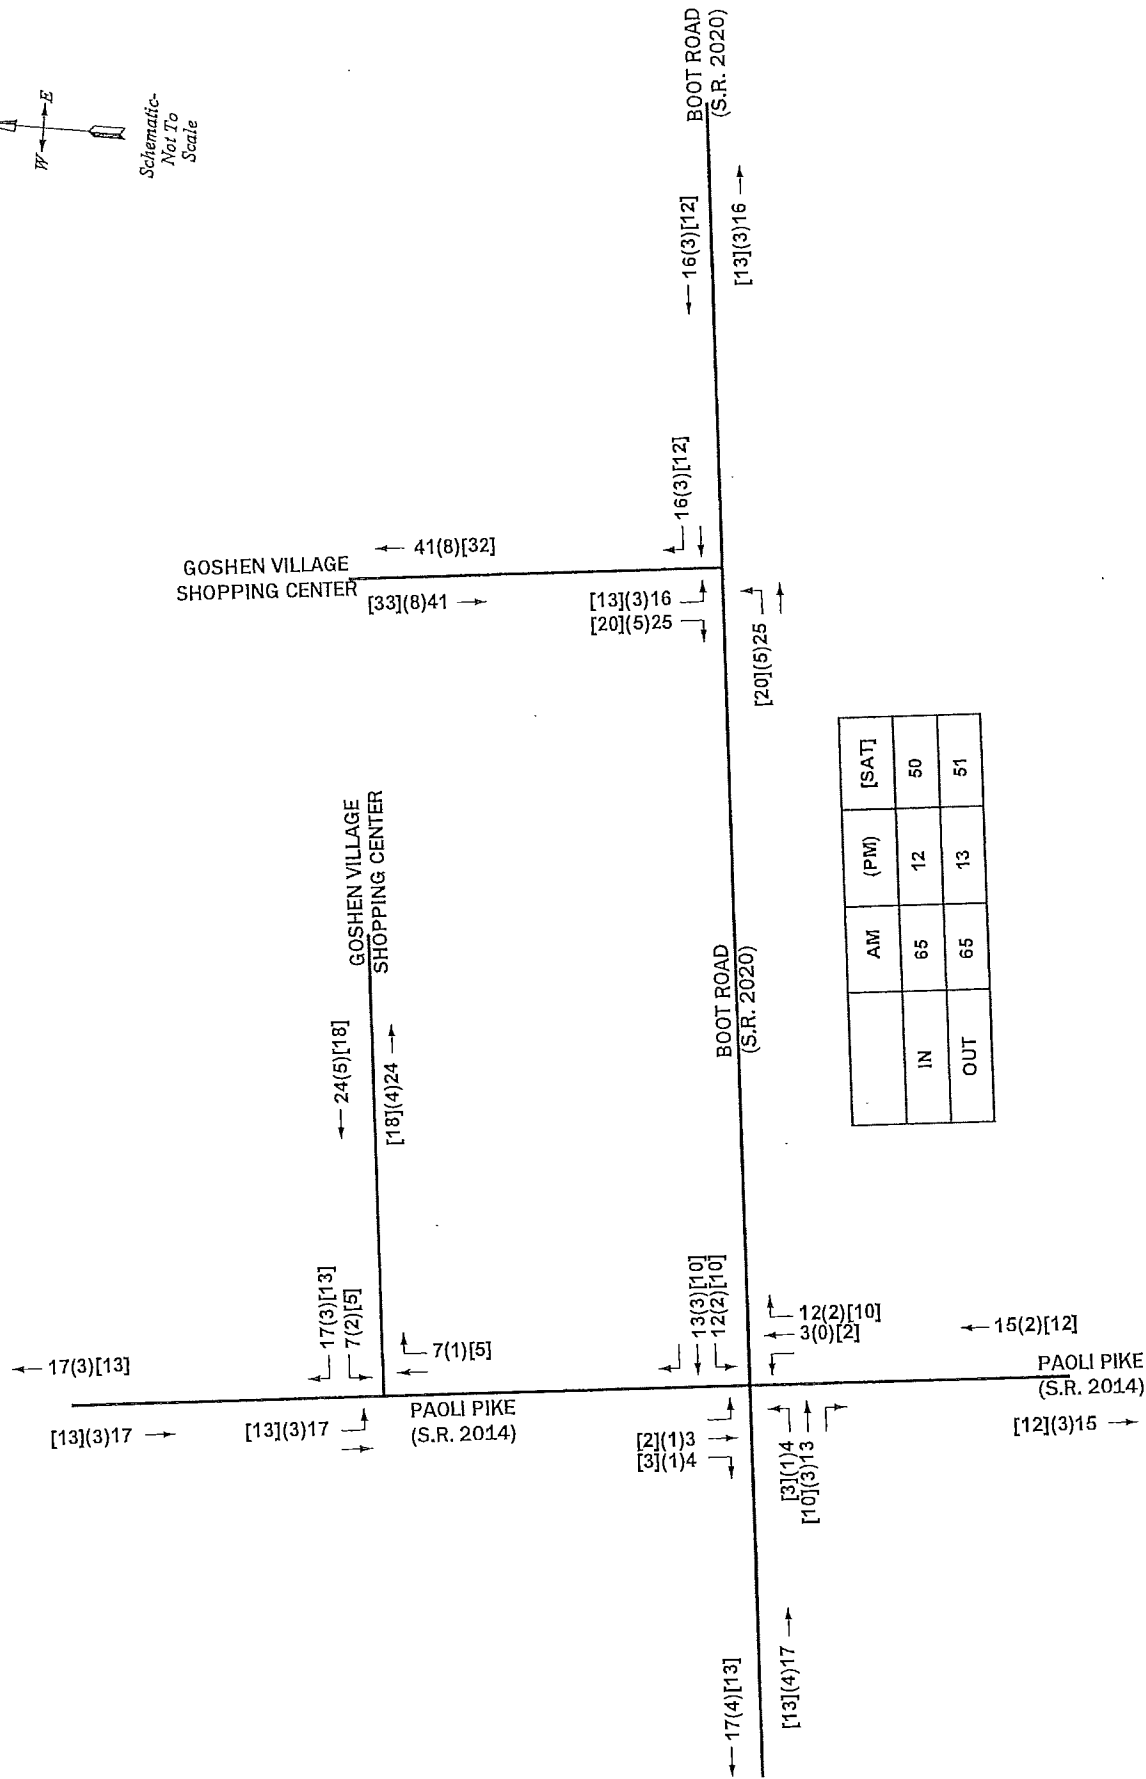 W
E
Schematic-
Not To
Scale
BOOT ROAD
(S.R. 2020)
16(3)[12]
[13](3)16
GOSHEN VILLAGE
SHOPPING CENTER
41(8)[32]
[33](8)41
16(3)[12]
[13](3)16
[20](5)25
[20](5)25
GOSHEN VILLAGE
SHOPPING CENTER
24(5)[18]
[18](4)24
BOOT ROAD
(S.R. 2020)
AM (PM) [SAT]
IN 65 12 50
OUT 65 13 51
17(3)[13]
17(3)[13]
7(2)[5]
7(1)[5]
[13](3)17
[13](3)17
PAOLI PIKE
(S.R. 2014)
13(3)[10]
12(2)[10]
12(2)[10]
3(0)[2]
15(2)[12]
PAOLI PIKE
(S.R. 2014)
[12](3)15
[2](1)3
[3](1)4
[3](1)4
[10](3)13
17(4)[13]
[13](4)17